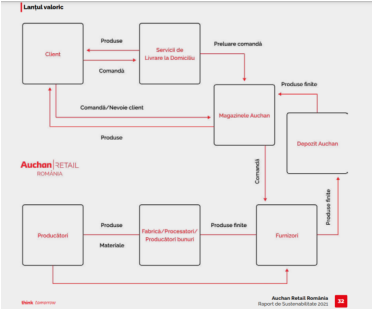 Lanțul valoric
Client
Produse
Comandă
Servicii de
Livrare la Domiciliu
Preluare comandă
Comandă/Nevoie client
Produse
Magazinele Auchan
Produse finite
Depozit Auchan
Auchan RETAIL
ROMÂNIA
Comandă
Produse finite
Producători
Produse
Materiale
Fabrică/Procesatori/
Producători bunuri
Produse finite
Furnizori
Auchan Retail România
Raport de Sustenabilitate 2021
32